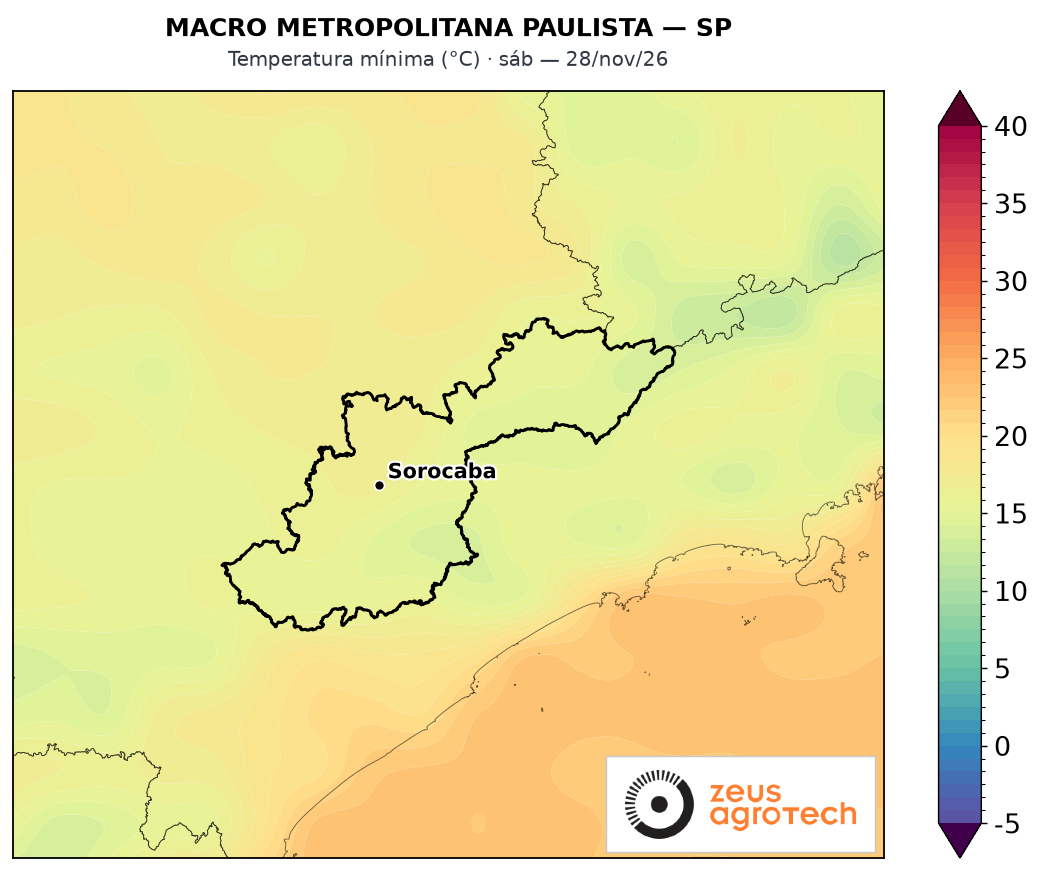 MACRO METROPOLITANA PAULISTA — SP
Temperatura mínima (°C) · sáb — 28/nov/26
40
35
30
25
20
15
10
5
0
-5
Sorocaba
zeus
agrotech